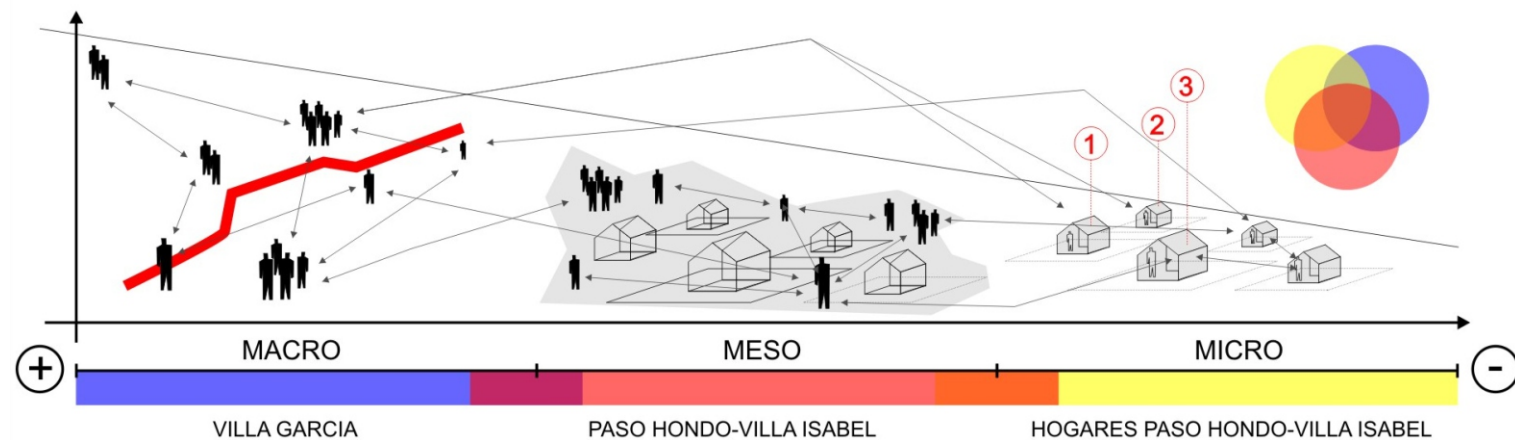 1
2
3
MACRO
MESO
MICRO
+
-
VILLA GARCIA
PASO HONDO-VILLA ISABEL
HOGARES PASO HONDO-VILLA ISABEL